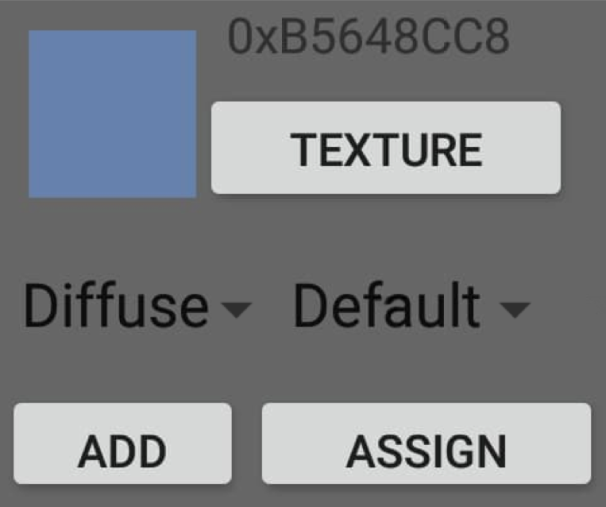 0xB5648CC8
TEXTURE
Diffuse Default
ADD ASSIGN